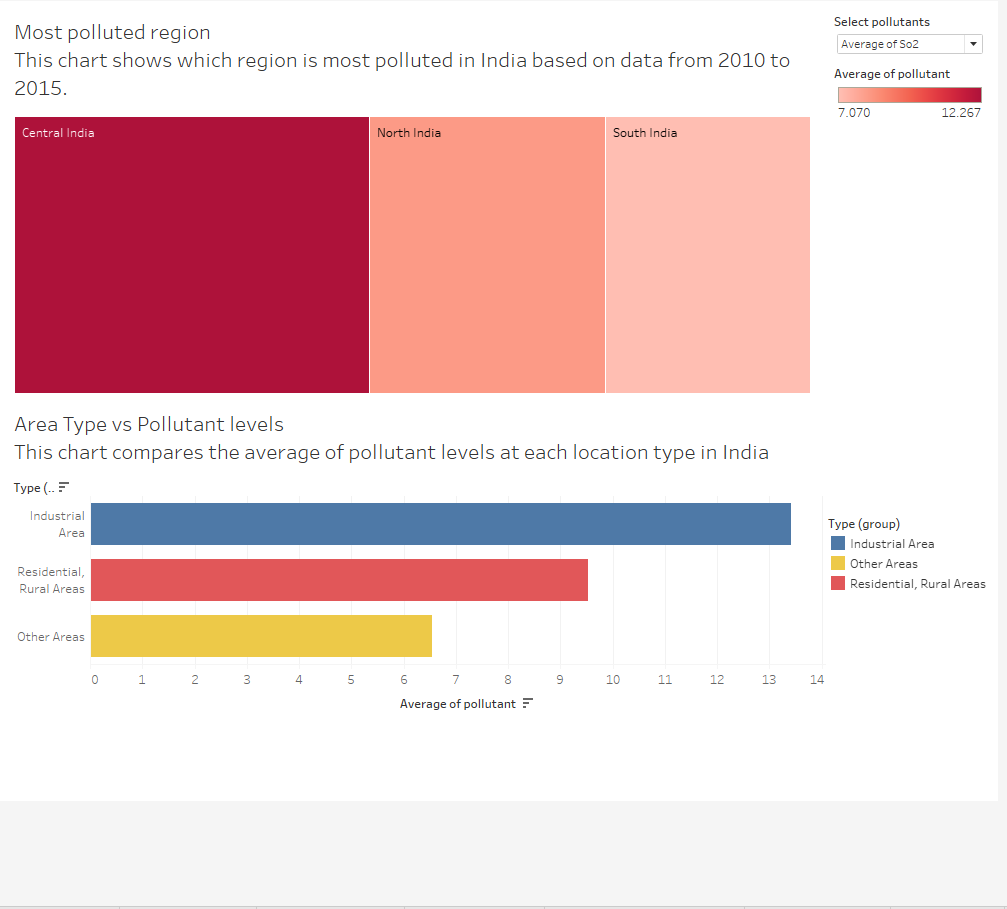 Most polluted region
This chart shows which region is most polluted in India based on data from 2010 to
2015.
Select pollutants
Average of So2
Average of pollutant
7.070 12.267
Central India
North India
South India
Area Type vs Pollutant levels
This chart compares the average of pollutant levels at each location type in India
Type (..
Industrial
Area
Residential,
Rural Areas
Other Areas
0 1 2 3 4 5 6 7 8 9 10 11 12 13 14
Average of pollutant
Type (group)
Industrial Area
Other Areas
Residential, Rural Areas